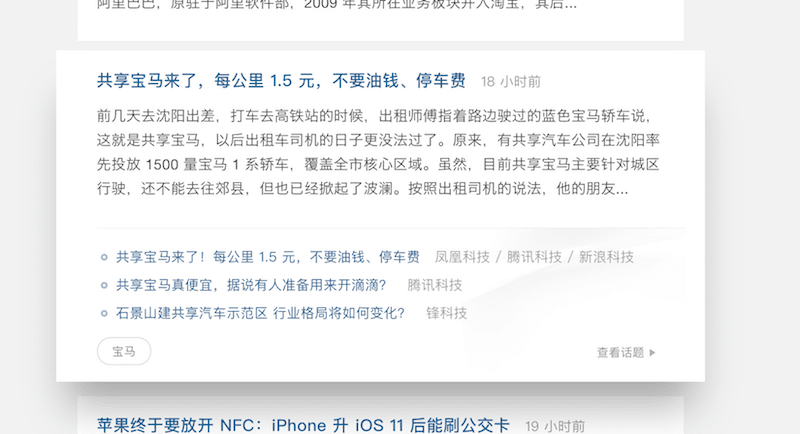 阿里巴巴，原驻于阿里软件部，2009 年其所在业务板块并入淘宝，其后...
共享宝马来了，每公里 1.5 元，不要油钱、停车费 18 小时前
前几天去沈阳出差，打车去高铁站的时候，出租师傅指着路边驶过的蓝色宝马轿车说，
这就是共享宝马，以后出租车司机的日子更没法过了。原来，有共享汽车公司在沈阳率
先投放 1500 量宝马 1 系轿车，覆盖全市核心区域。虽然，目前共享宝马主要针对城区
行驶，还不能去往郊县，但也已经掀起了波澜。按照出租司机的说法，他的朋友...
共享宝马来了！每公里 1.5 元，不要油钱、停车费 凤凰科技 / 腾讯科技 / 新浪科技
共享宝马真便宜，据说有人准备用来开滴滴？ 腾讯科技
石景山建共享汽车示范区 行业格局将如何变化？ 锋科技
宝马 查看话题
苹果终于要放开 NFC：iPhone 升 iOS 11 后能刷公交卡 19 小时前